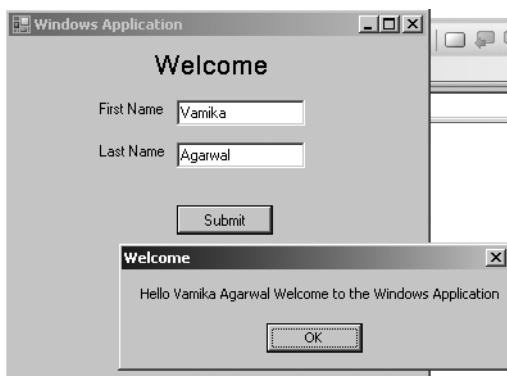 Windows Application
Welcome
First Name Vamika
Last Name Agarwal
Submit
Welcome
Hello Vamika Agarwal Welcome to the Windows Application
OK